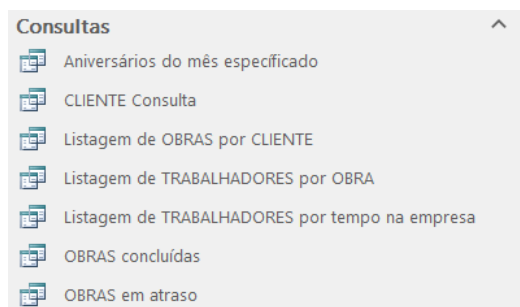 Consultas
Aniversários do mês específicado
CLIENTE Consulta
Listagem de OBRAS por CLIENTE
Listagem de TRABALHADORES por OBRA
Listagem de TRABALHADORES por tempo na empresa
OBRAS concluídas
OBRAS em atraso